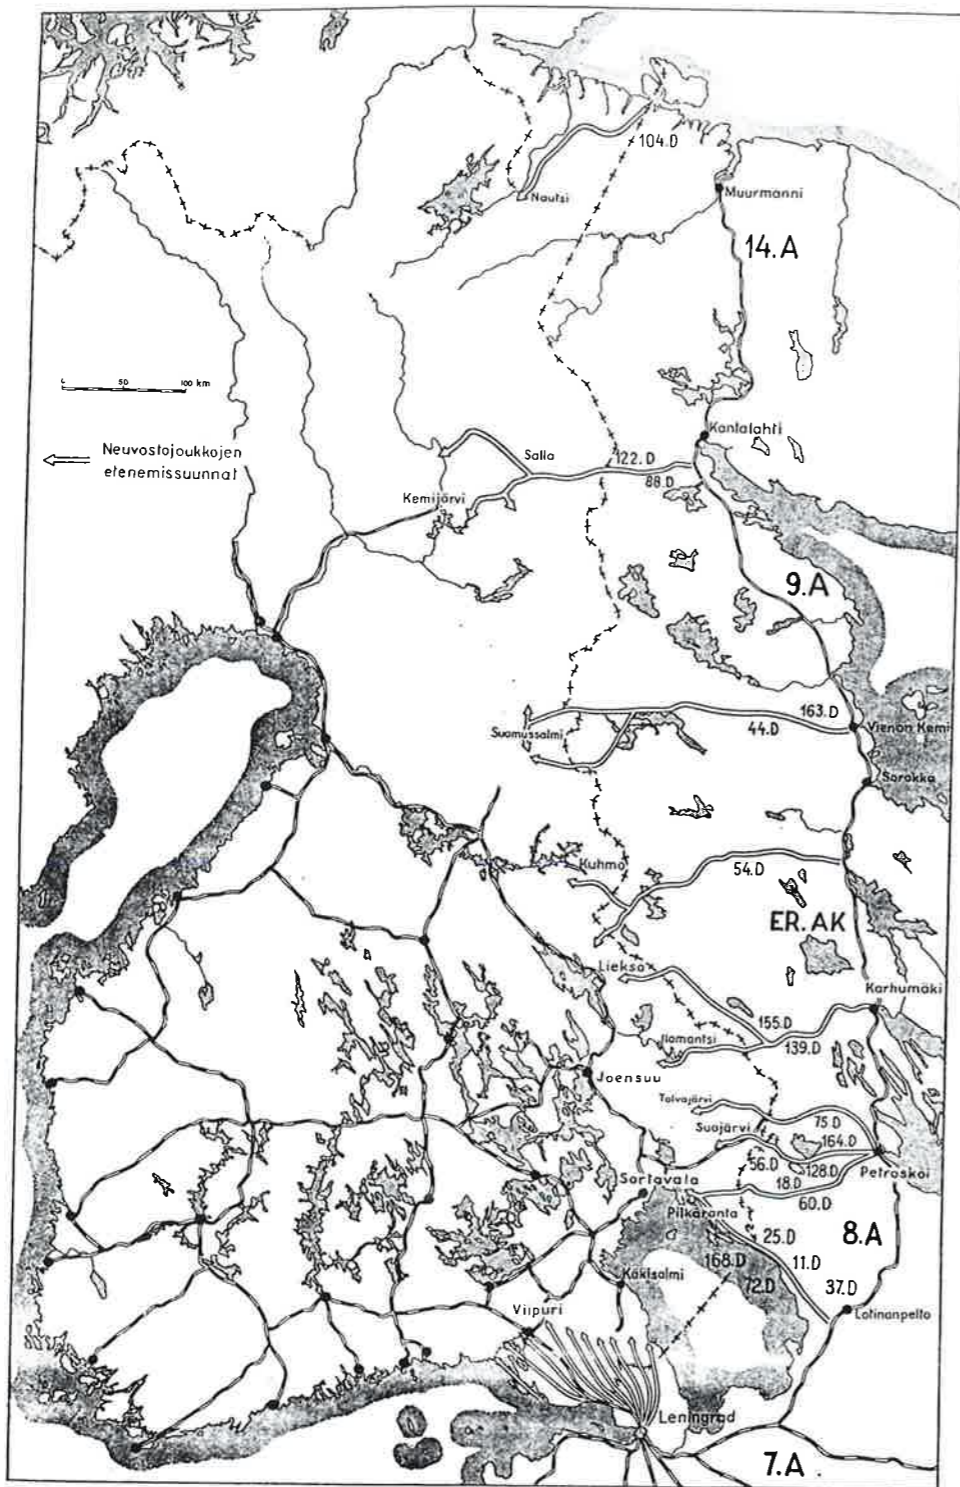 104.D
Nautsi
Muurmanni
14.A
0 50 100 km
Kantalahti
Neuvostojoukkojen
etenemissuunnat
Salla
122.D
88.D
Kemijärvi
9.A
163.D
Suomussalmi
44.D
Vienan Kemi
Sorokka
Kuhmo
54.D
ER.AK
Lieksa
Karhumäki
155.D
Ilomantsi
139.D
Joensuu
Tolvajärvi
75.D
Suojärvi
164.D
56.D
128.D
Petroskoi
Sortavala
18.D
60.D
Pitkäranta
25.D
8.A
168.D
11.D
72.D
37.D
Käkisalmi
Lotinanpelto
Viipuri
Leningrad
7.A